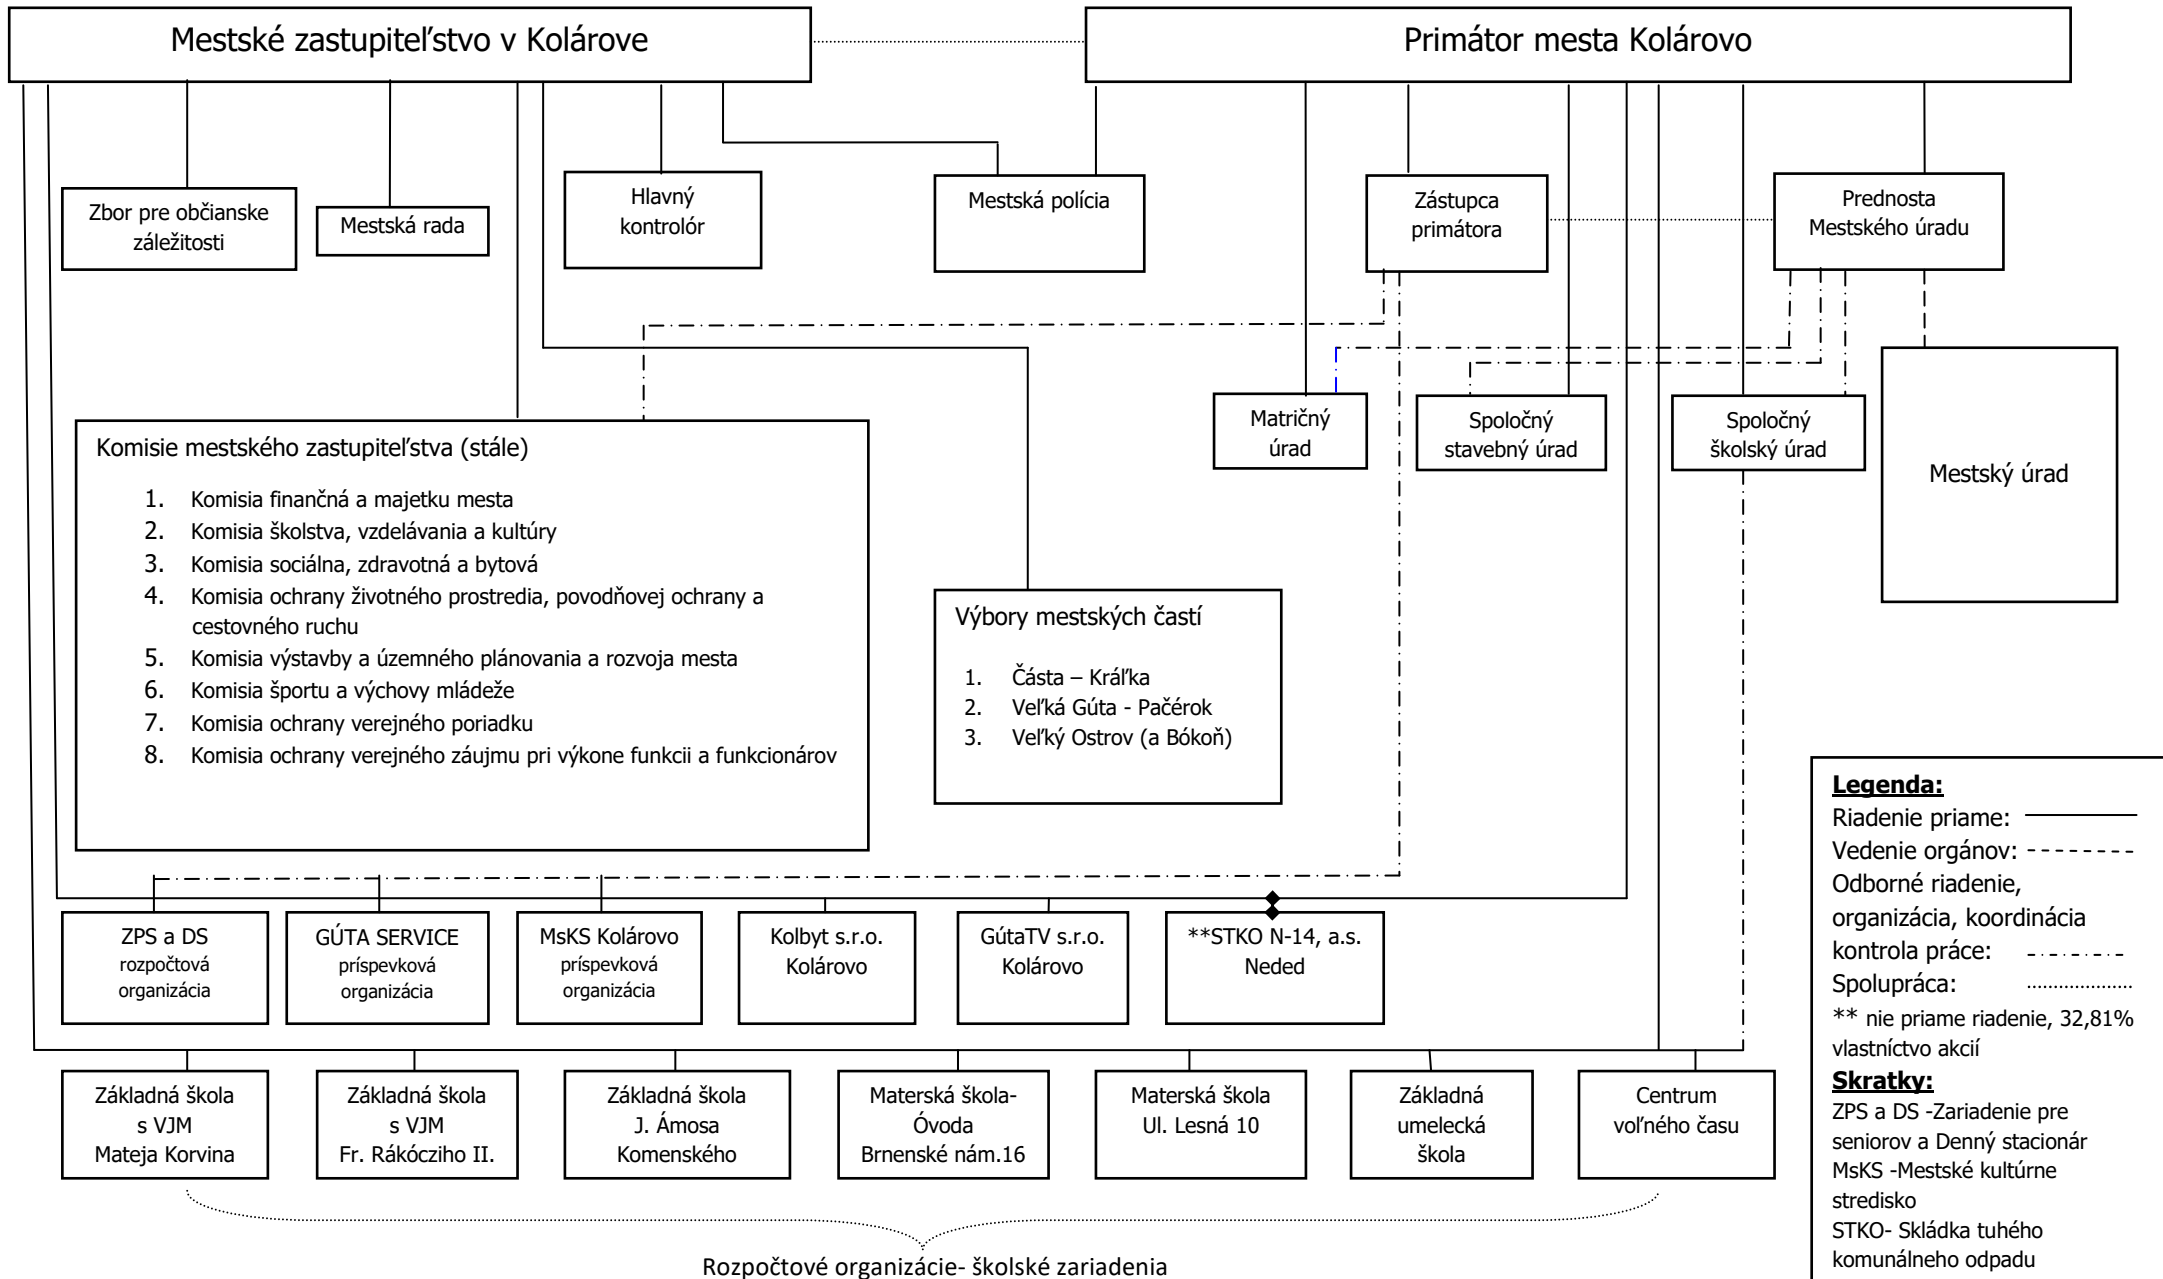 Mestské zastupiteľstvo v Kolárove
Primátor mesta Kolárovo
Zbor pre občianske
záležitosti
Mestská rada
Hlavný
kontrolór
Mestská polícia
Zástupca
primátora
Prednosta
Mestského úradu
Matričný
úrad
Spoločný
stavebný úrad
Spoločný
školský úrad
Mestský úrad
Komisie mestského zastupiteľstva (stále)
1. Komisia finančná a majetku mesta
2. Komisia školstva, vzdelávania a kultúry
3. Komisia sociálna, zdravotná a bytová
4. Komisia ochrany životného prostredia, povodňovej ochrany a
cestovného ruchu
5. Komisia výstavby a územného plánovania a rozvoja mesta
6. Komisia športu a výchovy mládeže
7. Komisia ochrany verejného poriadku
8. Komisia ochrany verejného záujmu pri výkone funkcii a funkcionárov
Výbory mestských častí
1. Částa – Kráľka
2. Veľká Gúta - Pačérok
3. Veľký Ostrov (a Bókoň)
ZPS a DS
rozpočtová
organizácia
GÚTA SERVICE
príspevková
organizácia
MsKS Kolárovo
príspevková
organizácia
Kolbyt s.r.o.
Kolárovo
GútaTV s.r.o.
Kolárovo
**STKO N-14, a.s.
Neded
Základná škola
s VJM
Mateja Korvina
Základná škola
s VJM
Fr. Rákócziho II.
Základná škola
J. Ámosa
Komenského
Materská škola-
Óvoda
Brnenské nám.16
Materská škola
Ul. Lesná 10
Základná
umelecká
škola
Centrum
voľného času
Rozpočtové organizácie- školské zariadenia
Legenda:
Riadenie priame:
Vedenie orgánov:
Odborné riadenie,
organizácia, koordinácia
kontrola práce:
Spolupráca:
** nie priame riadenie, 32,81%
vlastníctvo akcií
Skratky:
ZPS a DS -Zariadenie pre
seniorov a Denný stacionár
MsKS -Mestské kultúrne
stredisko
STKO- Skládka tuhého
komunálneho odpadu